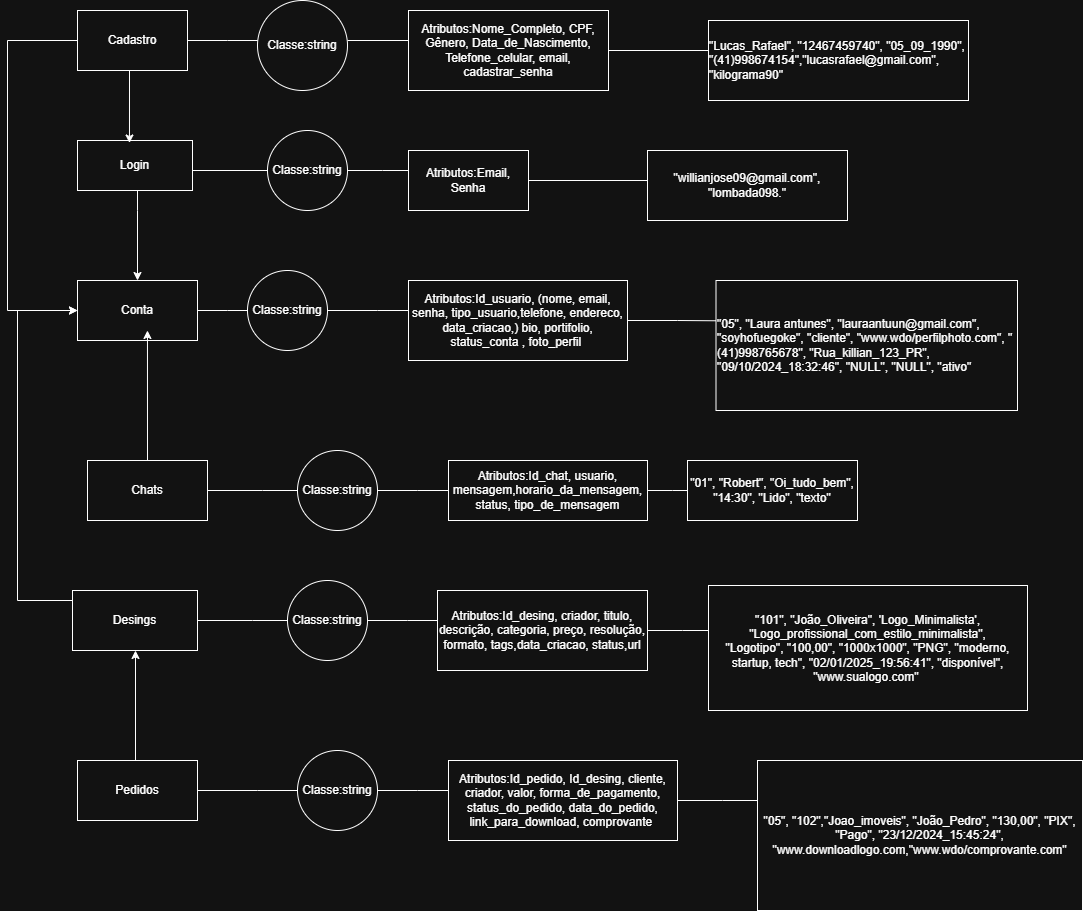 Cadastro
Classe:string
Atributos:Nome_Completo, CPF,
Gênero, Data_de_Nascimento,
Telefone_celular, email,
cadastrar_senha
"Lucas_Rafael", "12467459740", "05_09_1990",
"(41)998674154","lucasrafael@gmail.com",
"kilograma90"
Login
Classe:string
Atributos:Email,
Senha
"willianjose09@gmail.com",
"lombada098."
Conta
Classe:string
Atributos:Id_usuario, (nome, email,
senha, tipo_usuario,telefone, endereco,
data_criacao,) bio, portifolio,
status_conta , foto_perfil
"05", "Laura antunes", "lauraantuun@gmail.com",
"soyhofuegoke", "cliente", "www.wdo/perfilphoto.com", "
(41)998765678", "Rua_killian_123_PR",
"09/10/2024_18:32:46", "NULL", "NULL", "ativo"
Chats
Classe:string
Atributos:Id_chat, usuario,
mensagem,horario_da_mensagem,
status, tipo_de_mensagem
"01", "Robert", "Oi_tudo_bem",
"14:30", "Lido", "texto"
Desings
Classe:string
Atributos:Id_desing, criador, titulo,
descrição, categoria, preço, resolução,
formato, tags,data_criacao, status,url
"101", "João_Oliveira", 'Logo_Minimalista',
"Logo_profissional_com_estilo_minimalista",
"Logotipo", "100,00", "1000x1000", "PNG", "moderno,
startup, tech", "02/01/2025_19:56:41", "disponível",
"www.sualogo.com"
Pedidos
Classe:string
Atributos:Id_pedido, Id_desing, cliente,
criador, valor, forma_de_pagamento,
status_do_pedido, data_do_pedido,
link_para_download, comprovante
"05", "102","Joao_imoveis", "João_Pedro", "130,00", "PIX",
"Pago", "23/12/2024_15:45:24",
"www.downloadlogo.com,"www.wdo/comprovante.com"